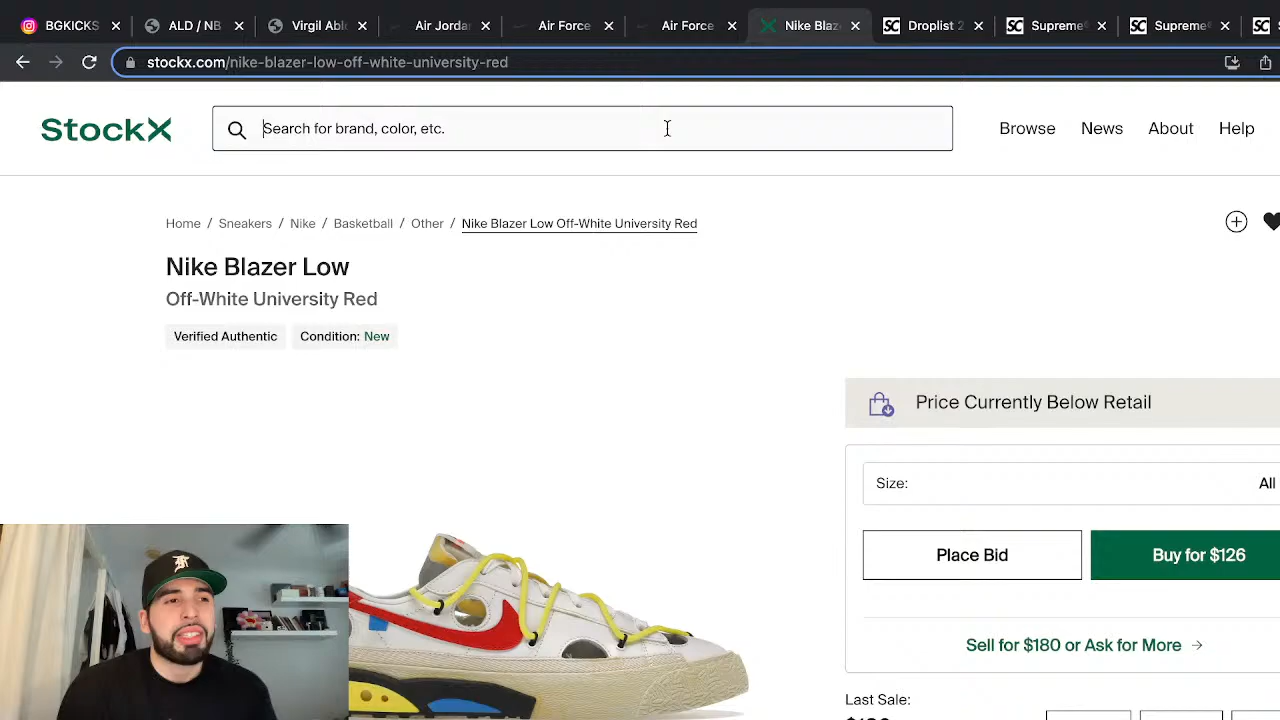 BGKICKS
ALD / NB
Virgil Abl
Air Jorda
Air Force
Air Force
Nike Blaz
Droplist 2
Supreme
Supreme
stockx.com/nike-blazer-low-off-white-university-red
StockX
Search for brand, color, etc.
Browse
News
About
Help
Home / Sneakers / Nike / Basketball / Other / Nike Blazer Low Off-White University Red
Nike Blazer Low
Off-White University Red
Verified Authentic
Condition: New
Price Currently Below Retail
Size:
All
Place Bid
Buy for $126
Sell for $180 or Ask for More →
Last Sale: